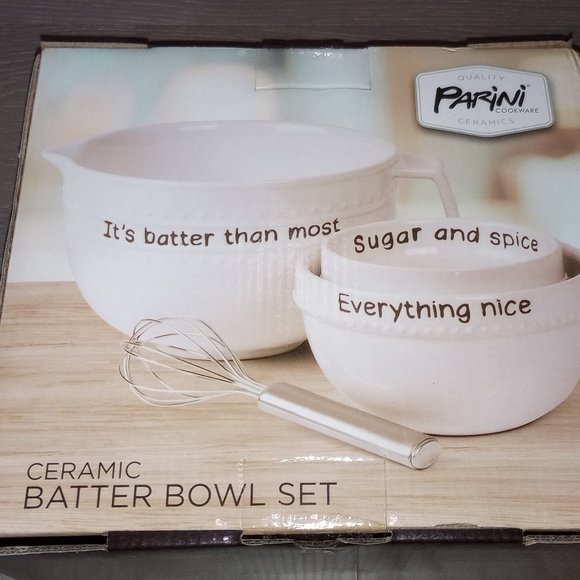 QUALITY
PARINI
COOKWARE
CERAMICS
It's batter than most
Sugar and spice
Everything nice
CERAMIC
BATTER BOWL SET